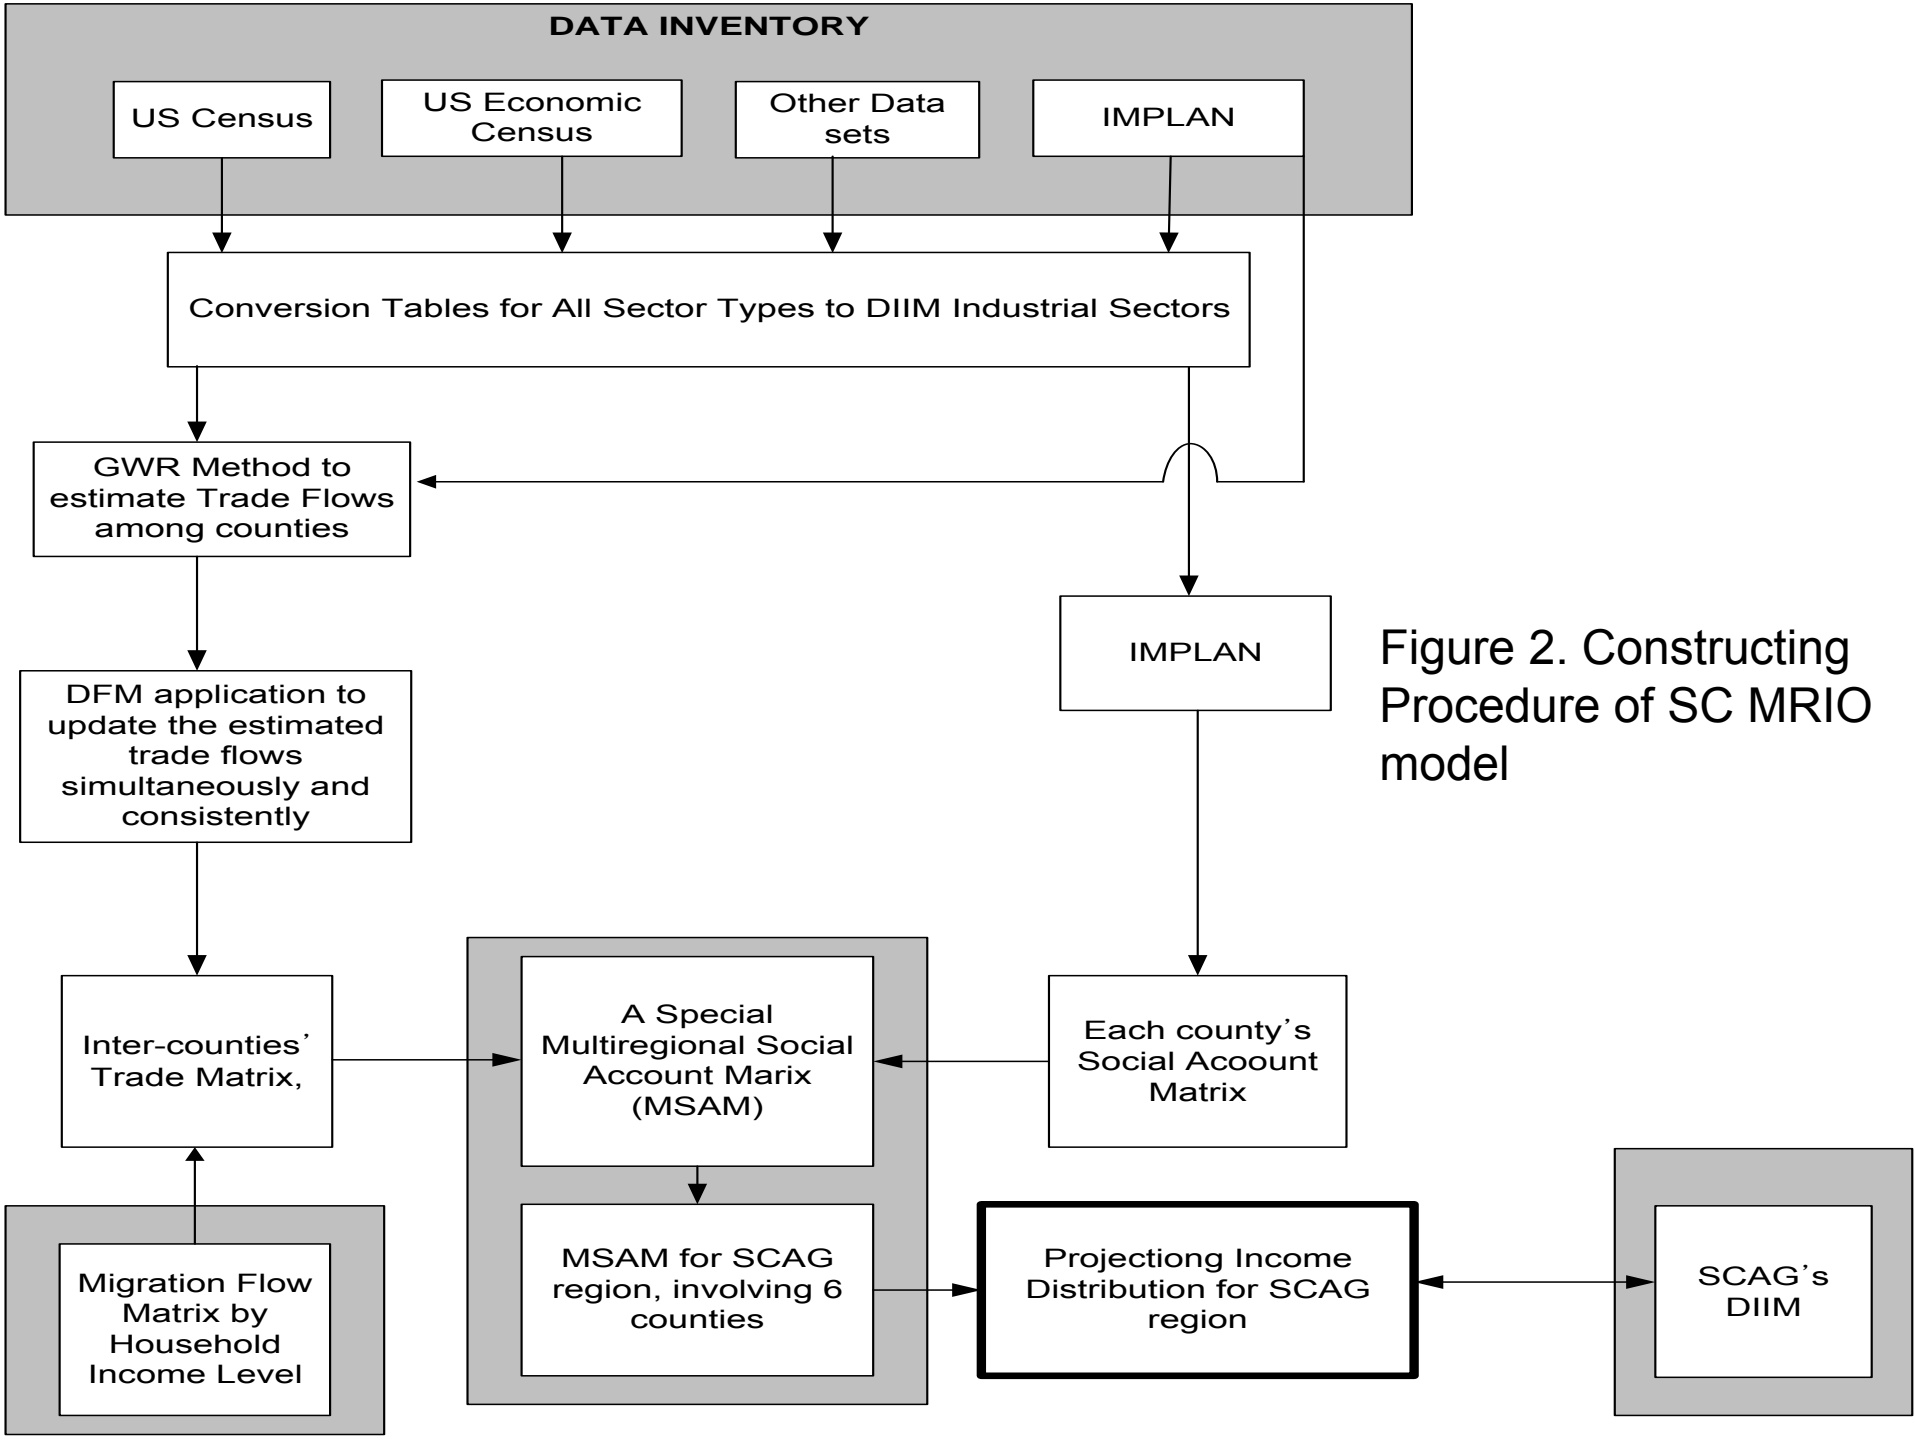 DATA INVENTORY
US Census
US Economic
Census
Other Data
sets
IMPLAN
Conversion Tables for All Sector Types to DIIM Industrial Sectors
GWR Method to
estimate Trade Flows
among counties
IMPLAN
Figure 2. Constructing
Procedure of SC MRIO
model
DFM application to
update the estimated
trade flows
simultaneously and
consistently
Inter-counties’
Trade Matrix,
A Special
Multiregional Social
Account Marix
(MSAM)
Each county’s
Social Acoount
Matrix
Migration Flow
Matrix by
Household
Income Level
MSAM for SCAG
region, involving 6
counties
Projectiong Income
Distribution for SCAG
region
SCAG’s
DIIM